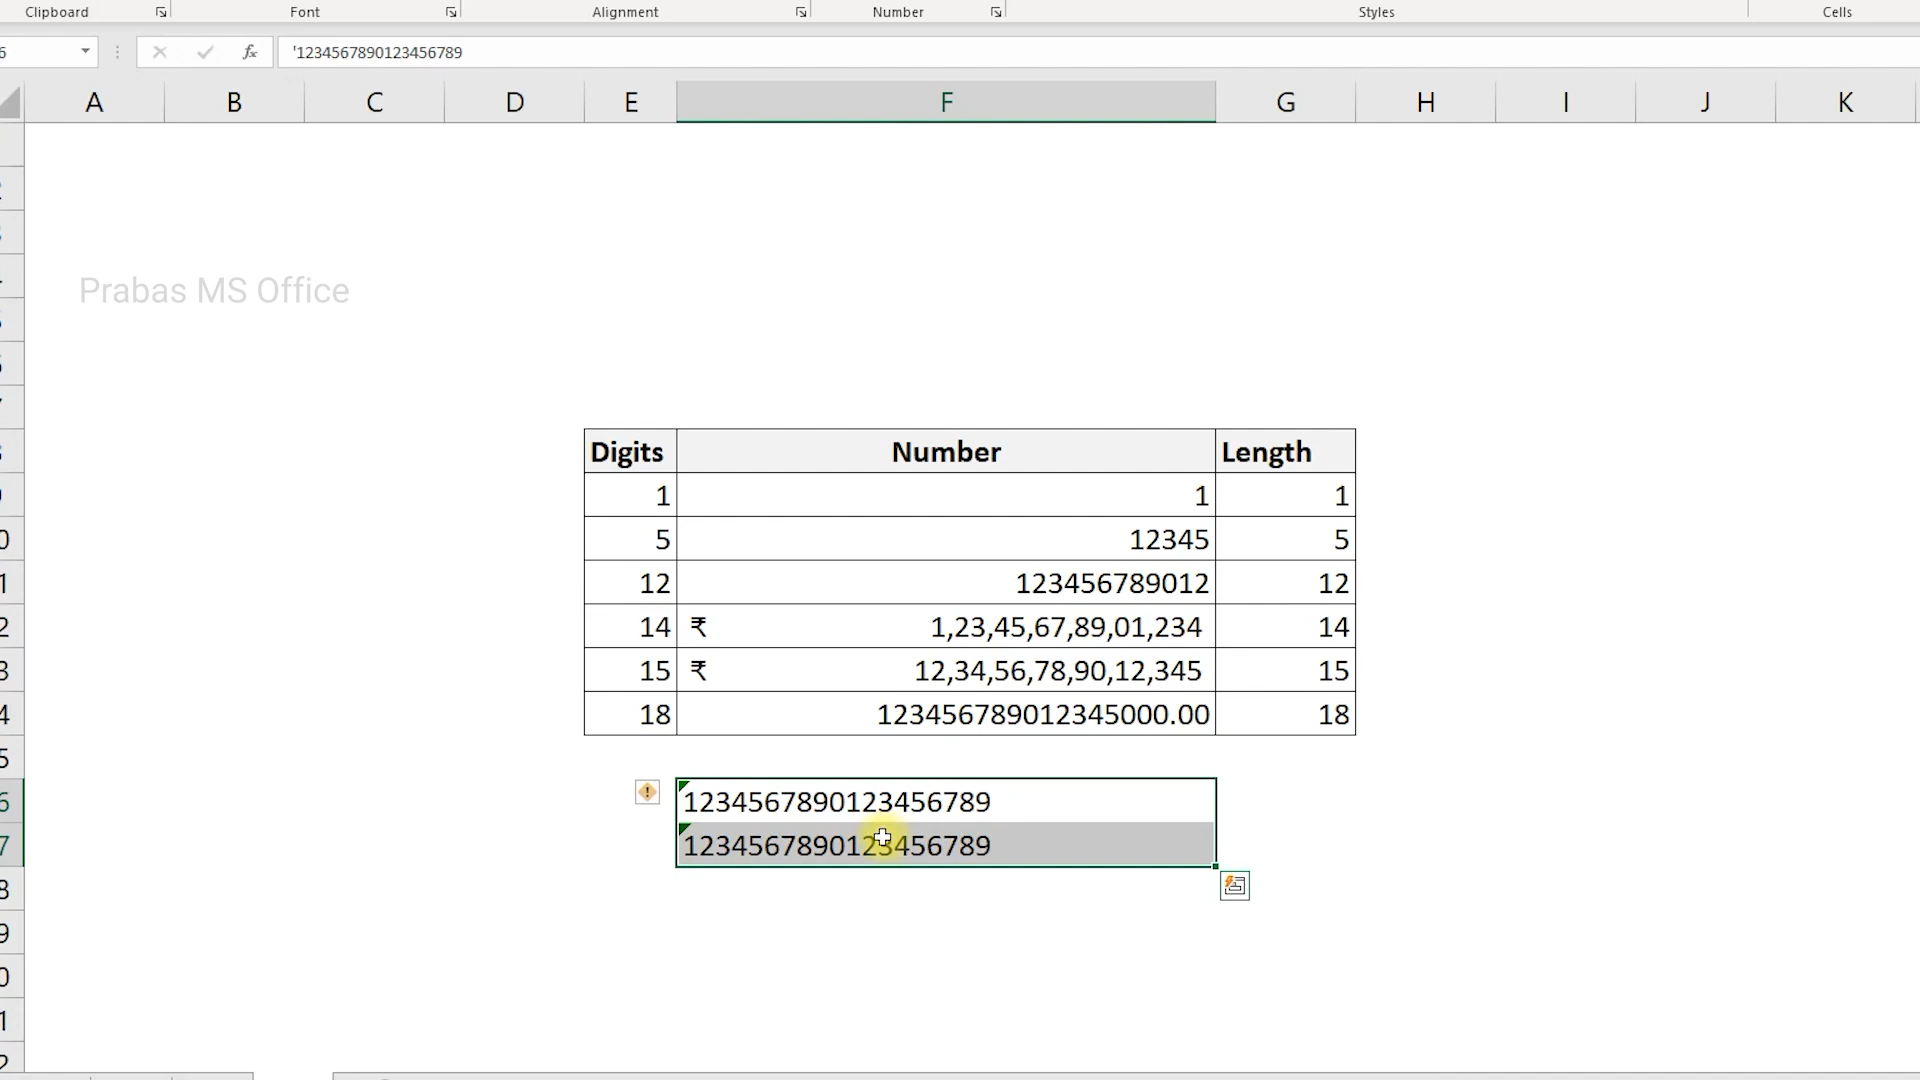 Clipboard Font Alignment Number Styles Cells
6 fx '1234567890123456789
A B C D E F G H I J K
Prabas MS Office
Digits Number Length
1 1 1
5 12345 5
12 123456789012 12
14 ₹ 1,23,45,67,89,01,234 14
15 ₹ 12,34,56,78,90,12,345 15
18 123456789012345000.00 18
1234567890123456789
1234567890123456789